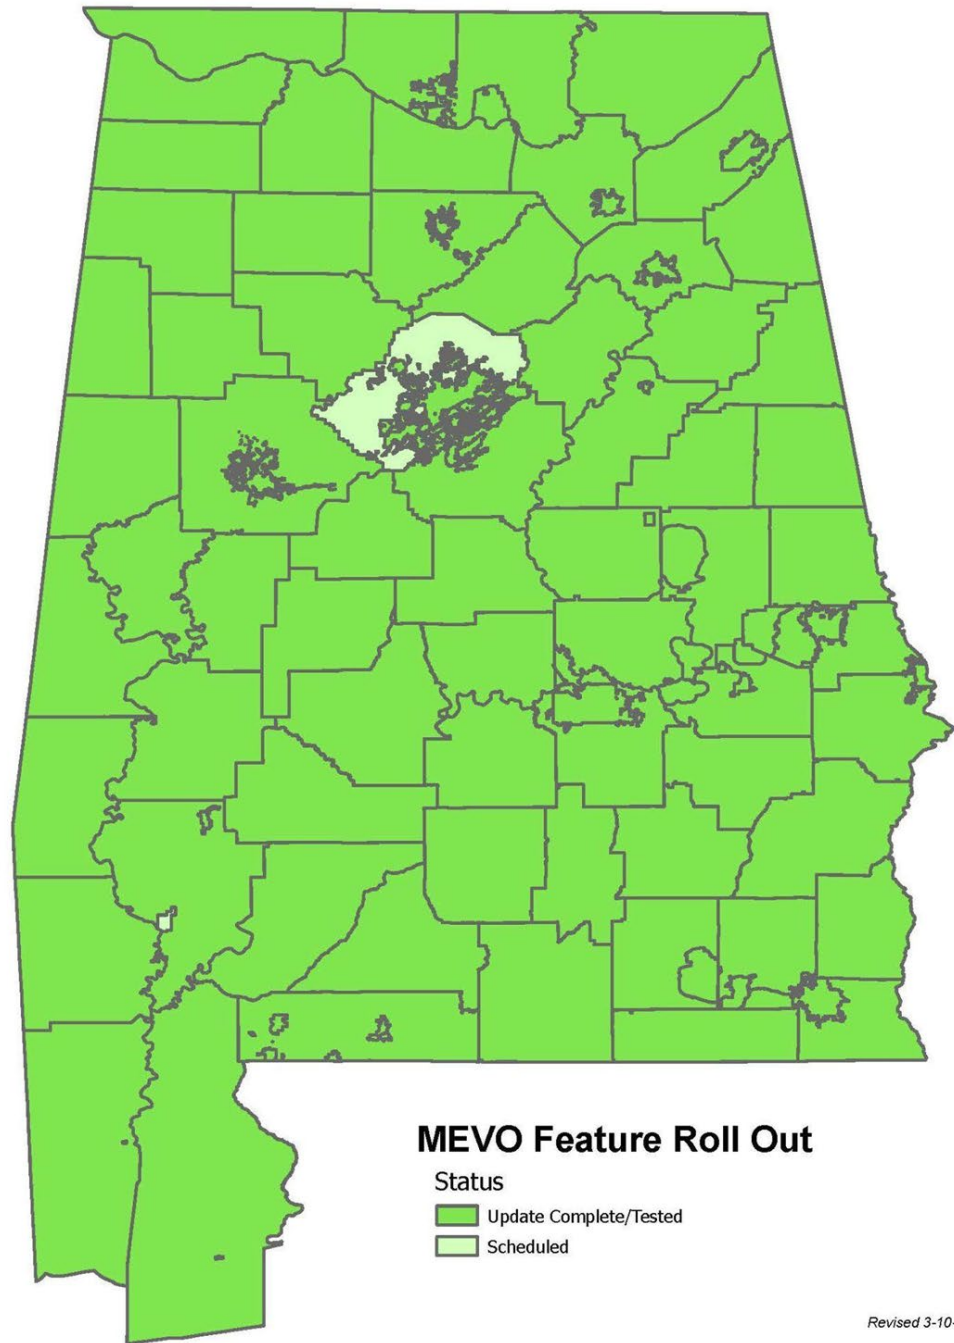 MEVO Feature Roll Out
Status
Update Complete/Tested
Scheduled
Revised 3-10-